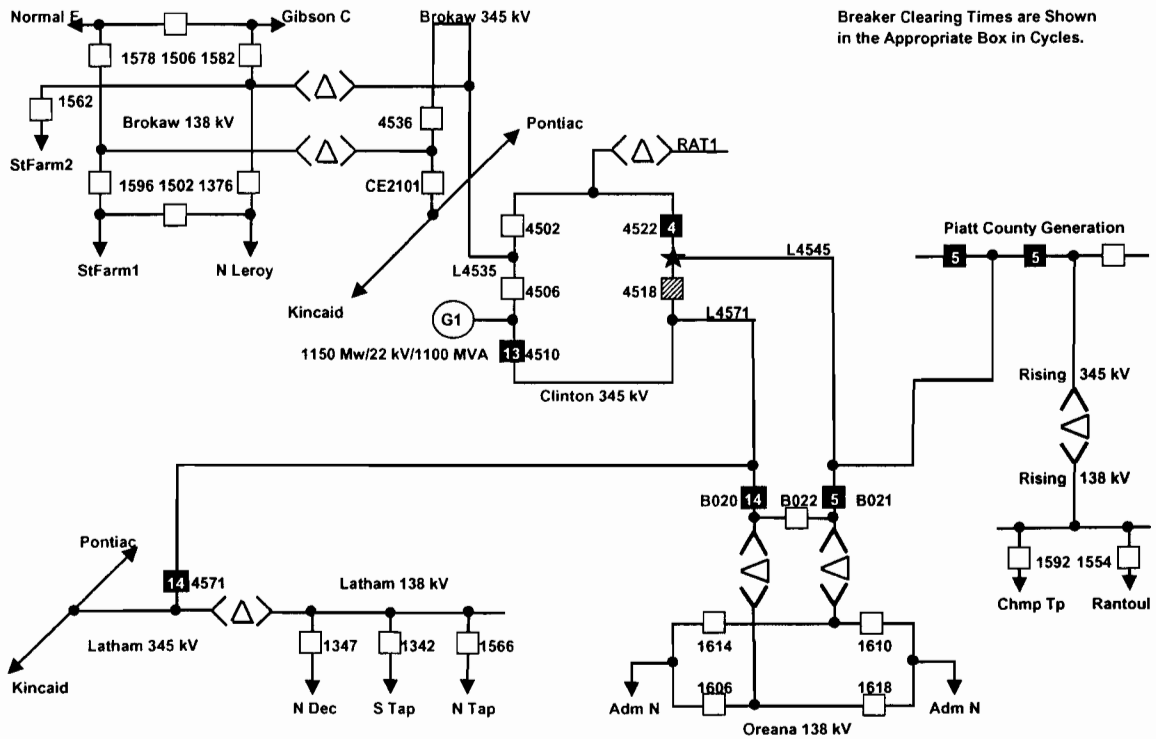 Normal E
Gibson C
Brokaw 345 kV
Breaker Clearing Times are Shown
in the Appropriate Box in Cycles.
1578 1506 1582
1562
Brokaw 138 kV
4536
Pontiac
StFarm2
RAT1
1596 1502 1376
CE2101
4502
4522
4
Piatt County Generation
StFarm1
N Leroy
L4535
L4545
5
5
4506
4518
Kincaid
G1
L4571
1150 Mw/22 kV/1100 MVA
13
4510
Clinton 345 kV
Rising
345 kV
Rising
138 kV
B020
14
B022
5
B021
Pontiac
14
4571
Latham 138 kV
1592
1554
Chmp Tp
Rantoul
Latham 345 kV
1347
1342
1566
1614
1610
Kincaid
N Dec
S Tap
N Tap
1606
1618
Adm N
Adm N
Oreana 138 kV